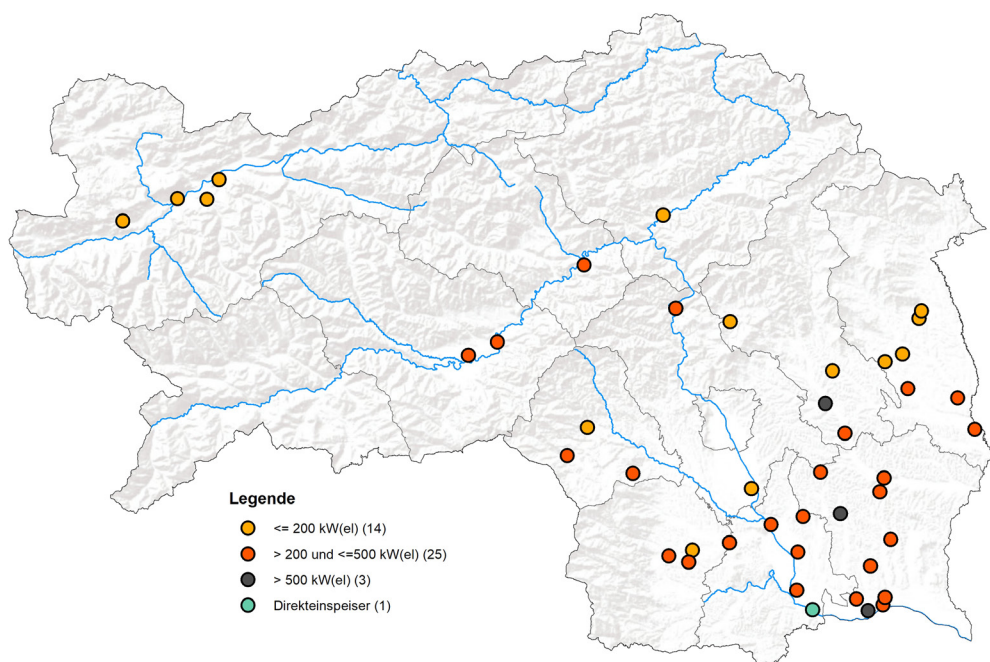 Legende
<= 200 kW(el) (14)
> 200 und <=500 kW(el) (25)
> 500 kW(el) (3)
Direkteinspeiser (1)